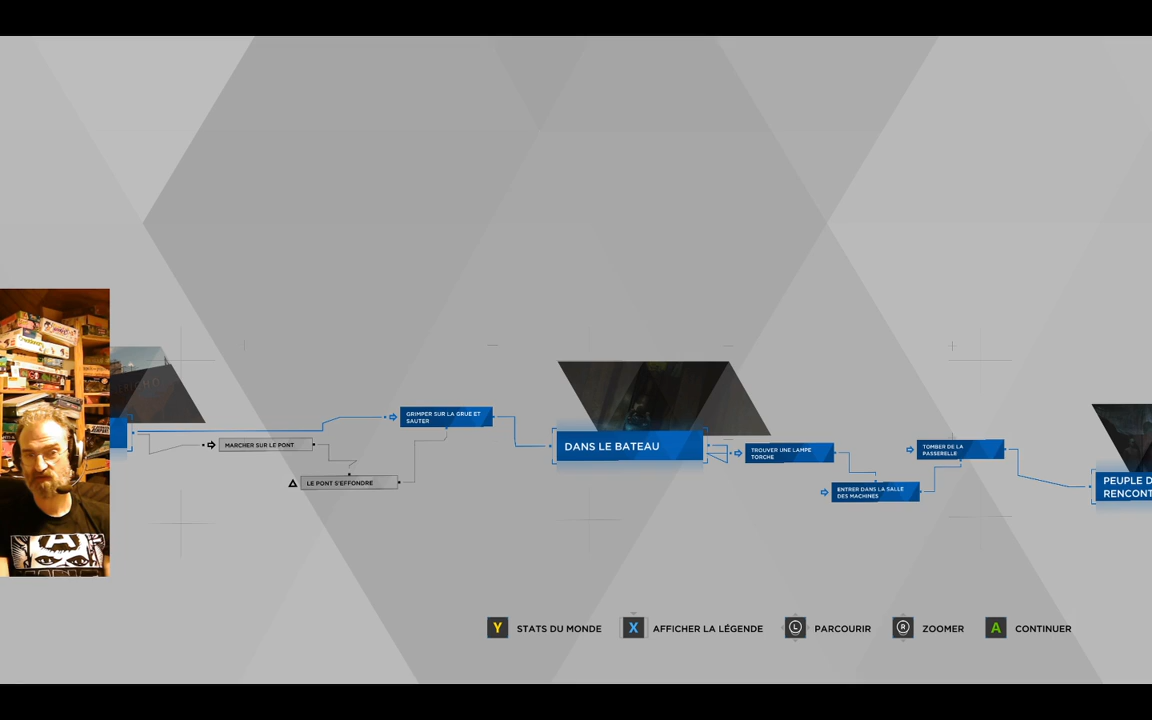 GRIMPER SUR LA GRUE ET
SAUTER
MARCHER SUR LE PONT
LE PONT S'EFFONDRE
DANS LE BATEAU
TROUVER UNE LAMPE
TORCHE
ENTRER DANS LA SALLE
DES MACHINES
TOMBER DE LA
PASSERELLE
PEUPLE D
RENCONT
Y STATS DU MONDE
X AFFICHER LA LÉGENDE
L PARCOURIR
R ZOOMER
A CONTINUER